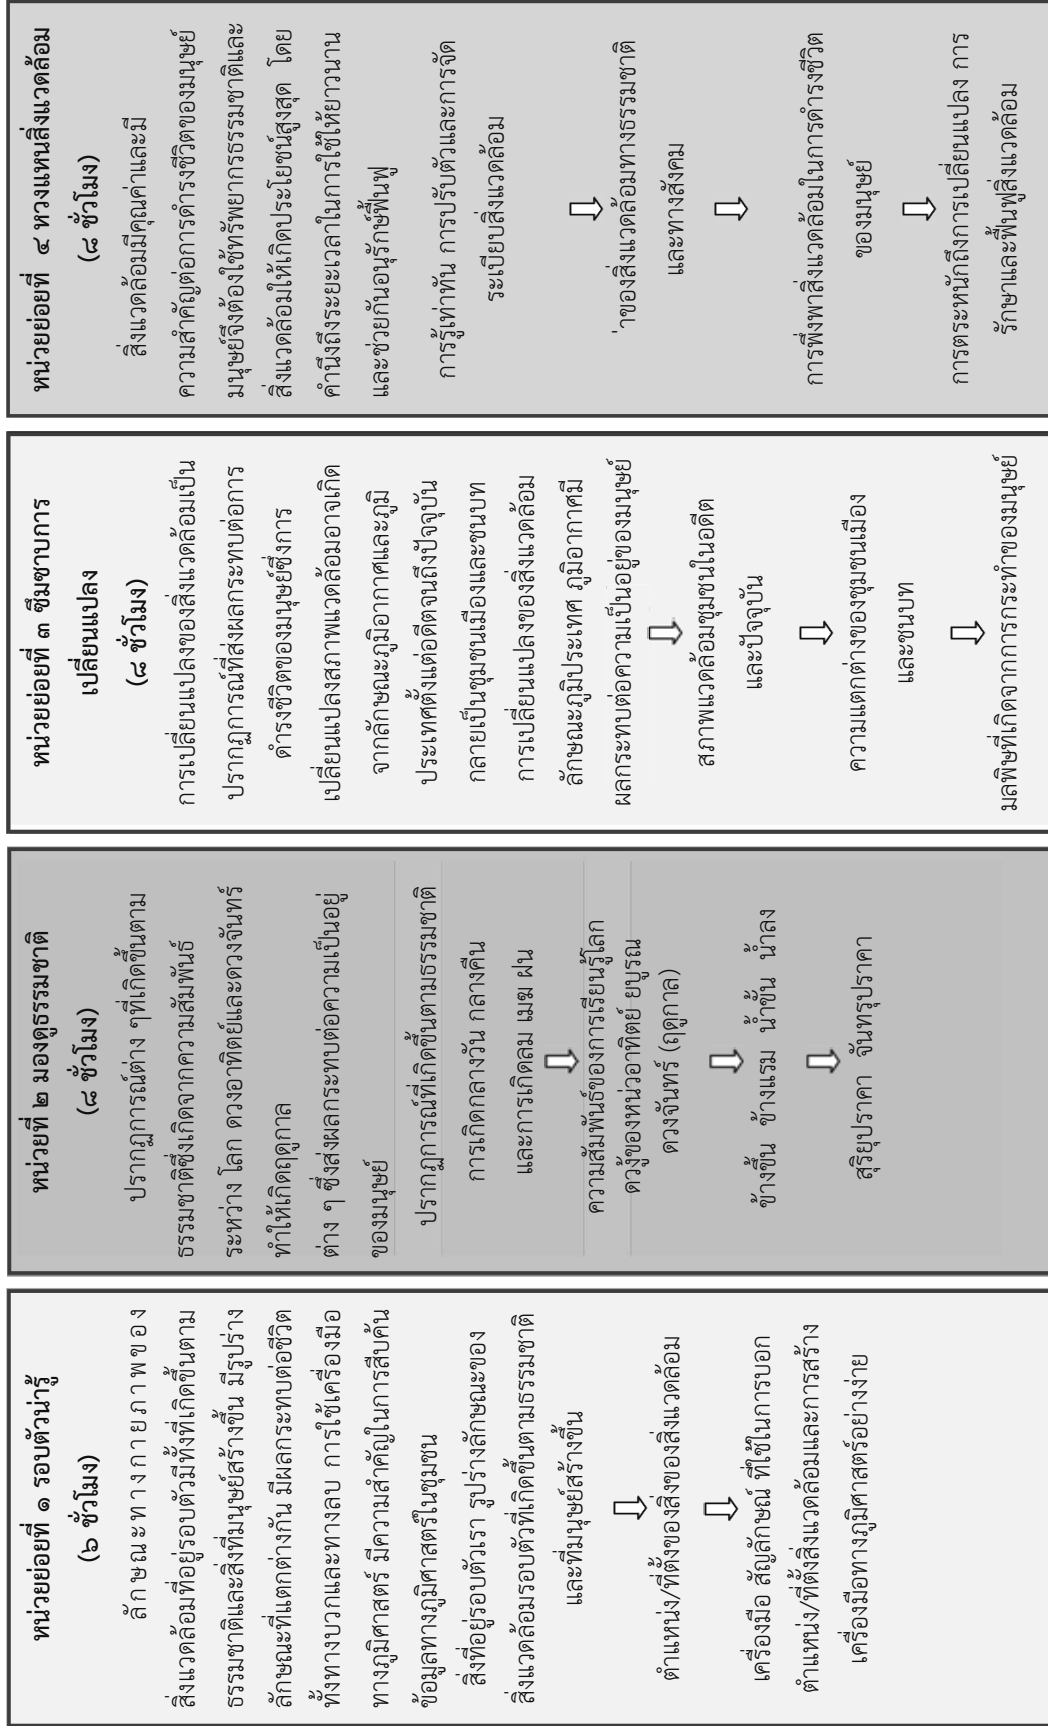 หน่วยย่อยที่ ๑ รอบตัวน่ารู้
(๖ ชั่วโมง)
ลักษณะทางกายภาพของ
สิ่งแวดล้อมที่อยู่รอบตัวมีทั้งที่เกิดขึ้นตาม
ธรรมชาติและสิ่งที่มนุษย์สร้างขึ้น มีรูปร่าง
ลักษณะที่แตกต่างกัน มีผลกระทบต่อชีวิต
ทั้งทางบวกและทางลบ การใช้เครื่องมือ
ทางภูมิศาสตร์ มีความสำคัญในการสืบค้น
ข้อมูลทางภูมิศาสตร์ในชุมชน
สิ่งที่อยู่รอบตัวเรา รูปร่างลักษณะของ
สิ่งแวดล้อมรอบตัวที่เกิดขึ้นตามธรรมชาติ
และที่มนุษย์สร้างขึ้น
ตำแหน่ง/ที่ตั้งของสิ่งของสิ่งแวดล้อม
เครื่องมือ สัญลักษณ์ ที่ใช้ในการบอก
ตำแหน่ง/ที่ตั้งสิ่งแวดล้อมและการสร้าง
เครื่องมือทางภูมิศาสตร์อย่างง่าย
หน่วยที่ ๒ มองดูธรรมชาติ
(๘ ชั่วโมง)
ปรากฏการณ์ต่าง ๆที่เกิดขึ้นตาม
ธรรมชาติซึ่งเกิดจากความสัมพันธ์
ระหว่าง โลก ดวงอาทิตย์และดวงจันทร์
ทำให้เกิดฤดูกาล
ต่าง ๆ ซึ่งส่งผลกระทบต่อความเป็นอยู่
ของมนุษย์
ปรากฏการณ์ที่เกิดขึ้นตามธรรมชาติ
การเกิดกลางวัน กลางคืน
และการเกิดลม เมฆ ฝน
ความสัมพันธ์ของการเรียนรู้โลก
ดวงู้ของหน่วอาทิตย์ ยบูรณ
ดวงจันทร์ (ฤดูกาล)
ข้างขึ้น ข้างแรม น้ำขึ้น น้ำลง
สุริยุปราคา จันทรุปราคา
หน่วยย่อยที่ ๓ ซึมซาบการ
เปลี่ยนแปลง
(๘ ชั่วโมง)
การเปลี่ยนแปลงของสิ่งแวดล้อมเป็น
ปรากฏการณ์ที่ส่งผลกระทบต่อการ
ดำรงชีวิตของมนุษย์ซึ่งการ
เปลี่ยนแปลงสภาพแวดล้อมอาจเกิด
จากลักษณะภูมิอากาศและภูมิ
ประเทศตั้งแต่อดีตจนถึงปัจจุบัน
กลายเป็นชุมชนเมืองและชนบท
การเปลี่ยนแปลงของสิ่งแวดล้อม
ลักษณะภูมิประเทศ ภูมิอากาศมี
ผลกระทบต่อความเป็นอยู่ของมนุษย์
สภาพแวดล้อมชุมชนในอดีต
และปัจจุบัน
ความแตกต่างของชุมชนเมือง
และชนบท
มลพิษที่เกิดจากการกระทำของมนุษย์
หน่วยย่อยที่ ๔ หวงแหนสิ่งแวดล้อม
(๘ ชั่วโมง)
สิ่งแวดล้อมมีคุณค่าและมี
ความสำคัญต่อการดำรงชีวิตของมนุษย์
มนุษย์จึงต้องใช้ทรัพยากรธรรมชาติและ
สิ่งแวดล้อมให้เกิดประโยชน์สูงสุด โดย
คำนึงถึงระยะเวลาในการใช้ให้ยาวนาน
และช่วยกันอนุรักษ์ฟื้นฟู
การรู้เท่าทัน การปรับตัวและการจัด
ระเบียบสิ่งแวดล้อม
่าของสิ่งแวดล้อมทางธรรมชาติ
และทางสังคม
การพึ่งพาสิ่งแวดล้อมในการดำรงชีวิต
ของมนุษย์
การตระหนักถึงการเปลี่ยนแปลง การ
รักษาและฟื้นฟูสิ่งแวดล้อม